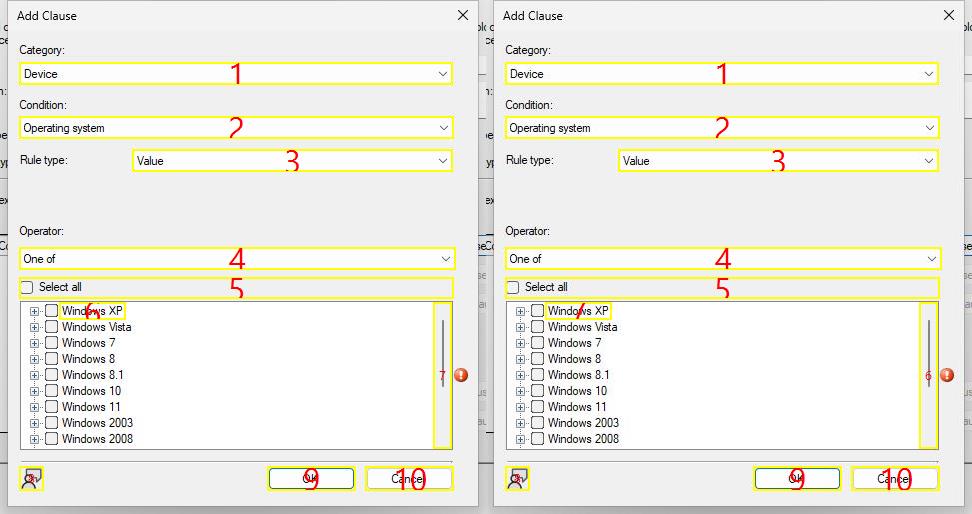 Add Clause
Category:
Device
1
Condition:
Operating system
2
Rule type:
Value
3
Operator:
One of
4
Select all
5
Windows XP
6
Windows Vista
Windows 7
Windows 8
Windows 8.1
7
Windows 10
Windows 11
Windows 2003
Windows 2008
OK
9
Cancel
10
Add Clause
Category:
Device
1
Condition:
Operating system
2
Rule type:
Value
3
Operator:
One of
4
Select all
5
Windows XP
7
Windows Vista
Windows 7
Windows 8
Windows 8.1
6
Windows 10
Windows 11
Windows 2003
Windows 2008
OK
9
Cancel
10